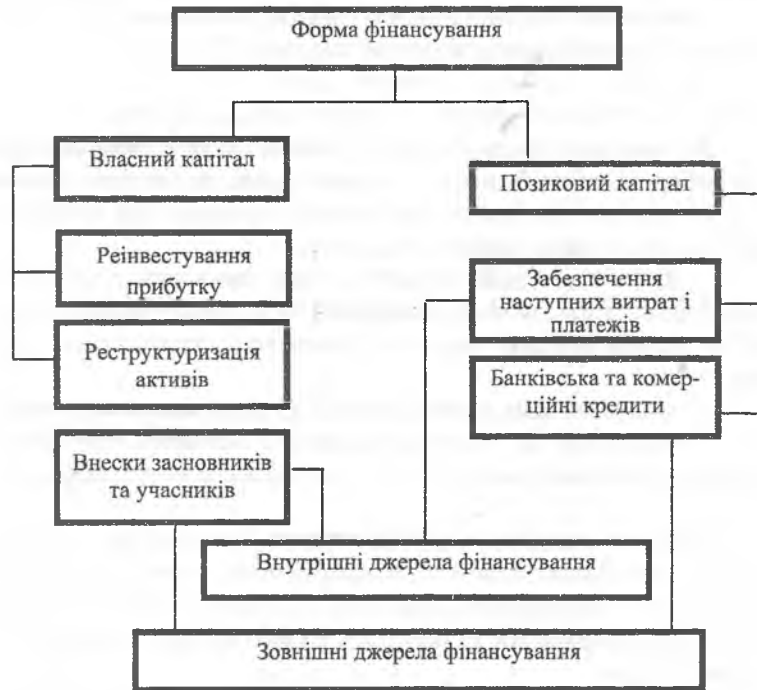 Форма фінансування
Власний капітал
Позиковий капітал
Реінвестування
прибутку
Забезпечення
наступних витрат і
платежів
Реструктуризація
активів
Банківська та комер-
ційні кредити
Внески засновників
та учасників
Внутрішні джерела фінансування
Зовнішні джерела фінансування